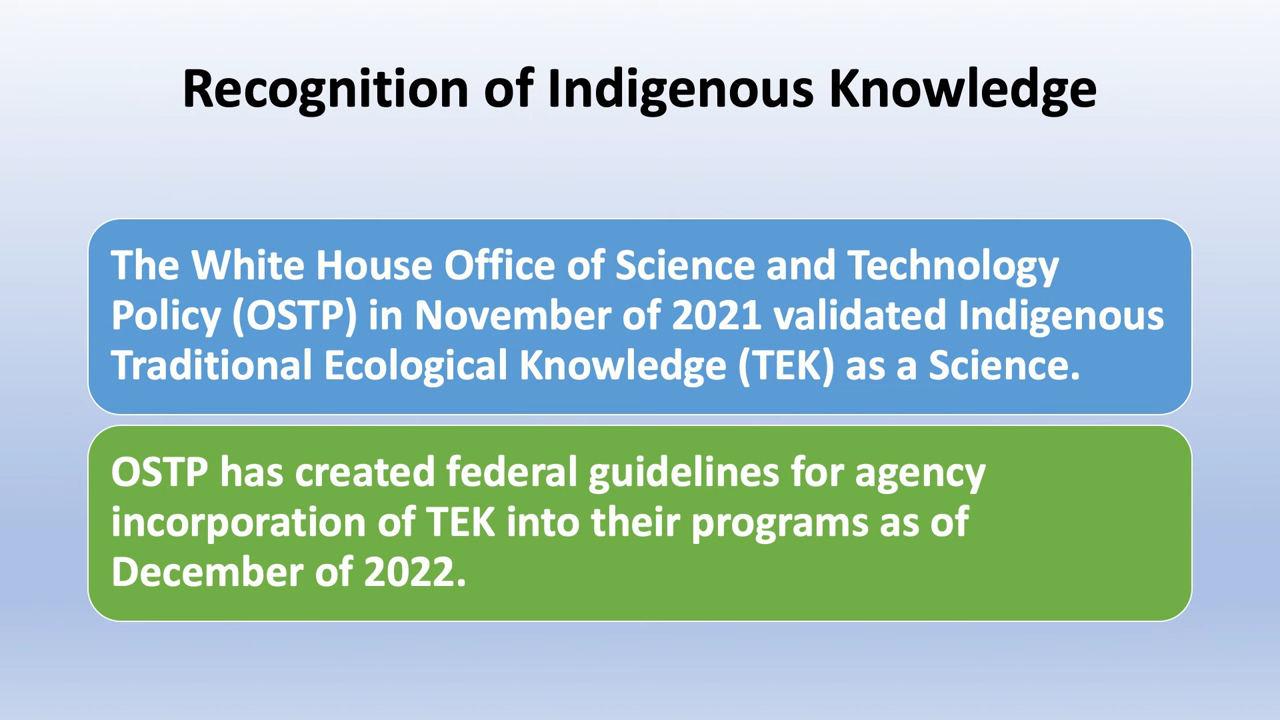 Recognition of Indigenous Knowledge
The White House Office of Science and Technology
Policy (OSTP) in November of 2021 validated Indigenous
Traditional Ecological Knowledge (TEK) as a Science.
OSTP has created federal guidelines for agency
incorporation of TEK into their programs as of
December of 2022.